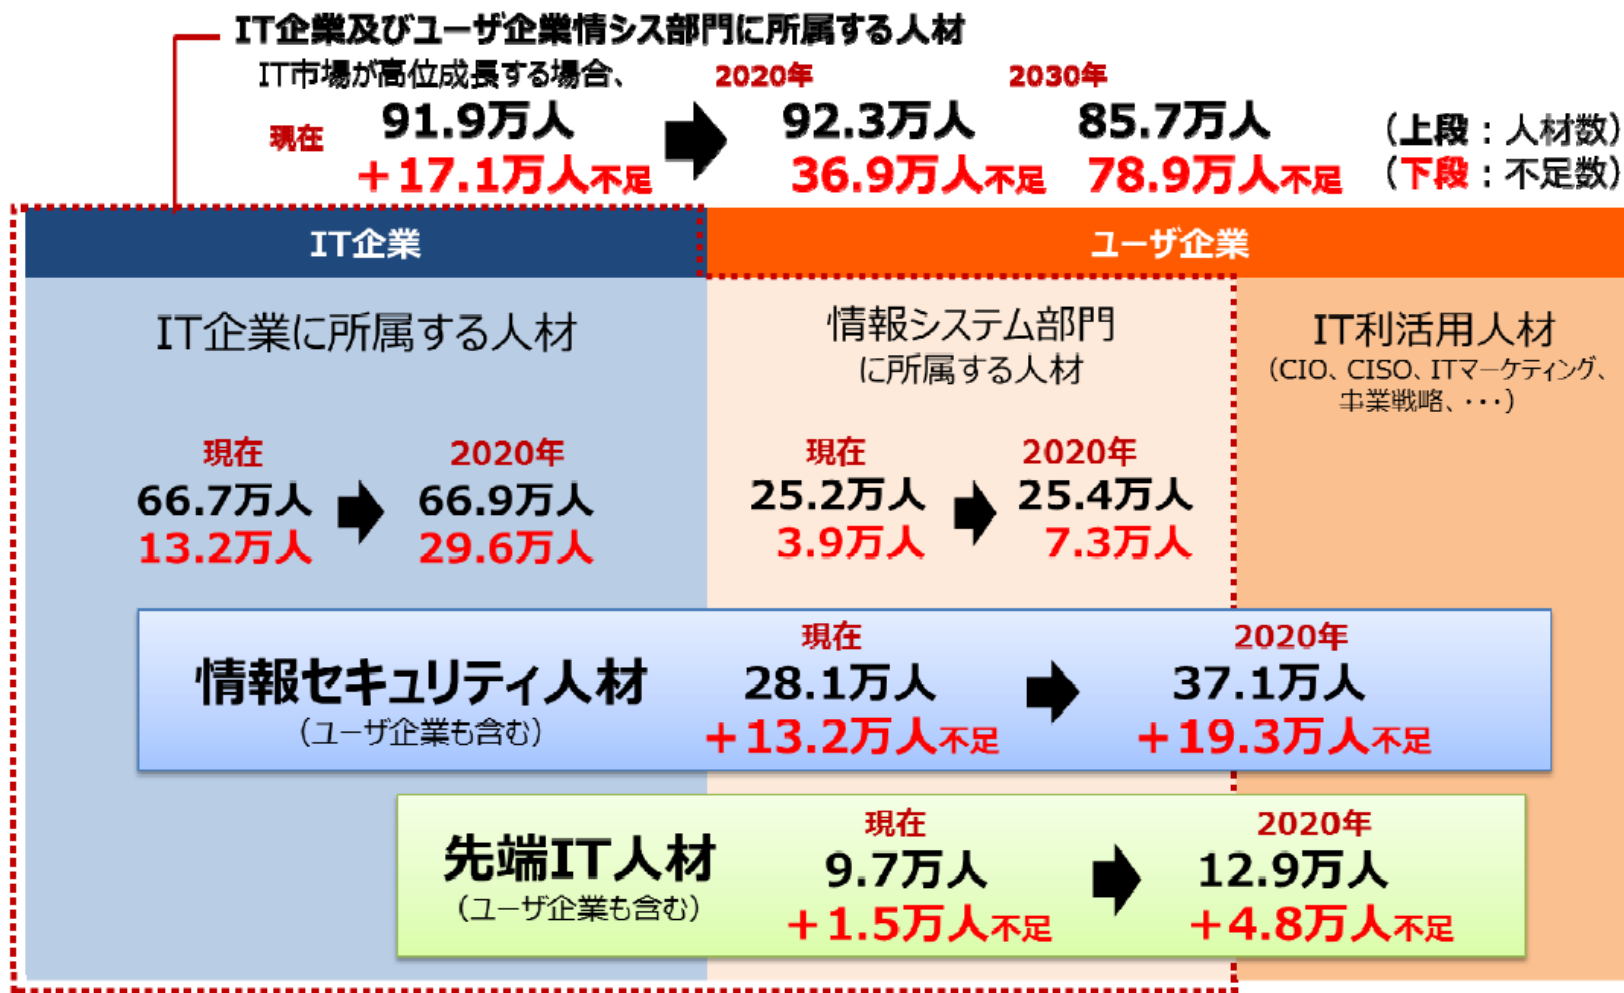 IT企業及びユーザ企業情シス部門に所属する人材
IT市場が高位成長する場合、
2020年 2030年
現在 91.9万人 92.3万人 85.7万人 (上段:人材数)
+17.1万人不足 36.9万人不足 78.9万人不足 (下段:不足数)
IT企業 ユーザ企業
IT企業に所属する人材
情報システム部門
に所属する人材
IT利活用人材
(CIO、CISO、ITマーケティング、
事業戦略、・・・)
現在 2020年
66.7万人 66.9万人
13.2万人 29.6万人
現在 2020年
25.2万人 25.4万人
3.9万人 7.3万人
情報セキュリティ人材
(ユーザ企業も含む)
現在 2020年
28.1万人 37.1万人
+13.2万人不足 +19.3万人不足
先端IT人材
(ユーザ企業も含む)
現在 2020年
9.7万人 12.9万人
+1.5万人不足 +4.8万人不足